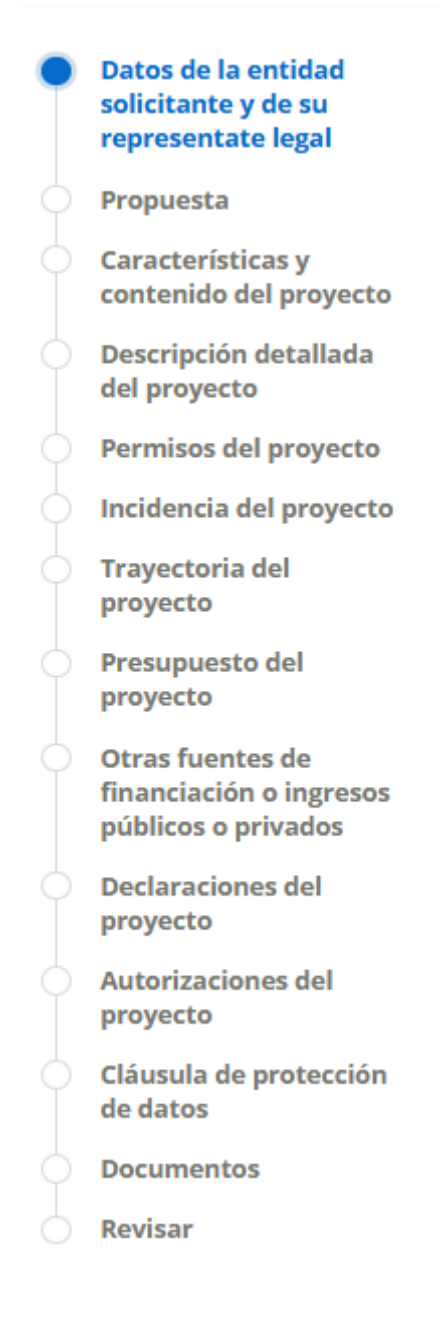 Datos de la entidad
solicitante y de su
representate legal
Propuesta
Características y
contenido del proyecto
Descripción detallada
del proyecto
Permisos del proyecto
Incidencia del proyecto
Trayectoria del
proyecto
Presupuesto del
proyecto
Otras fuentes de
financiación o ingresos
públicos o privados
Declaraciones del
proyecto
Autorizaciones del
proyecto
Cláusula de protección
de datos
Documentos
Revisar